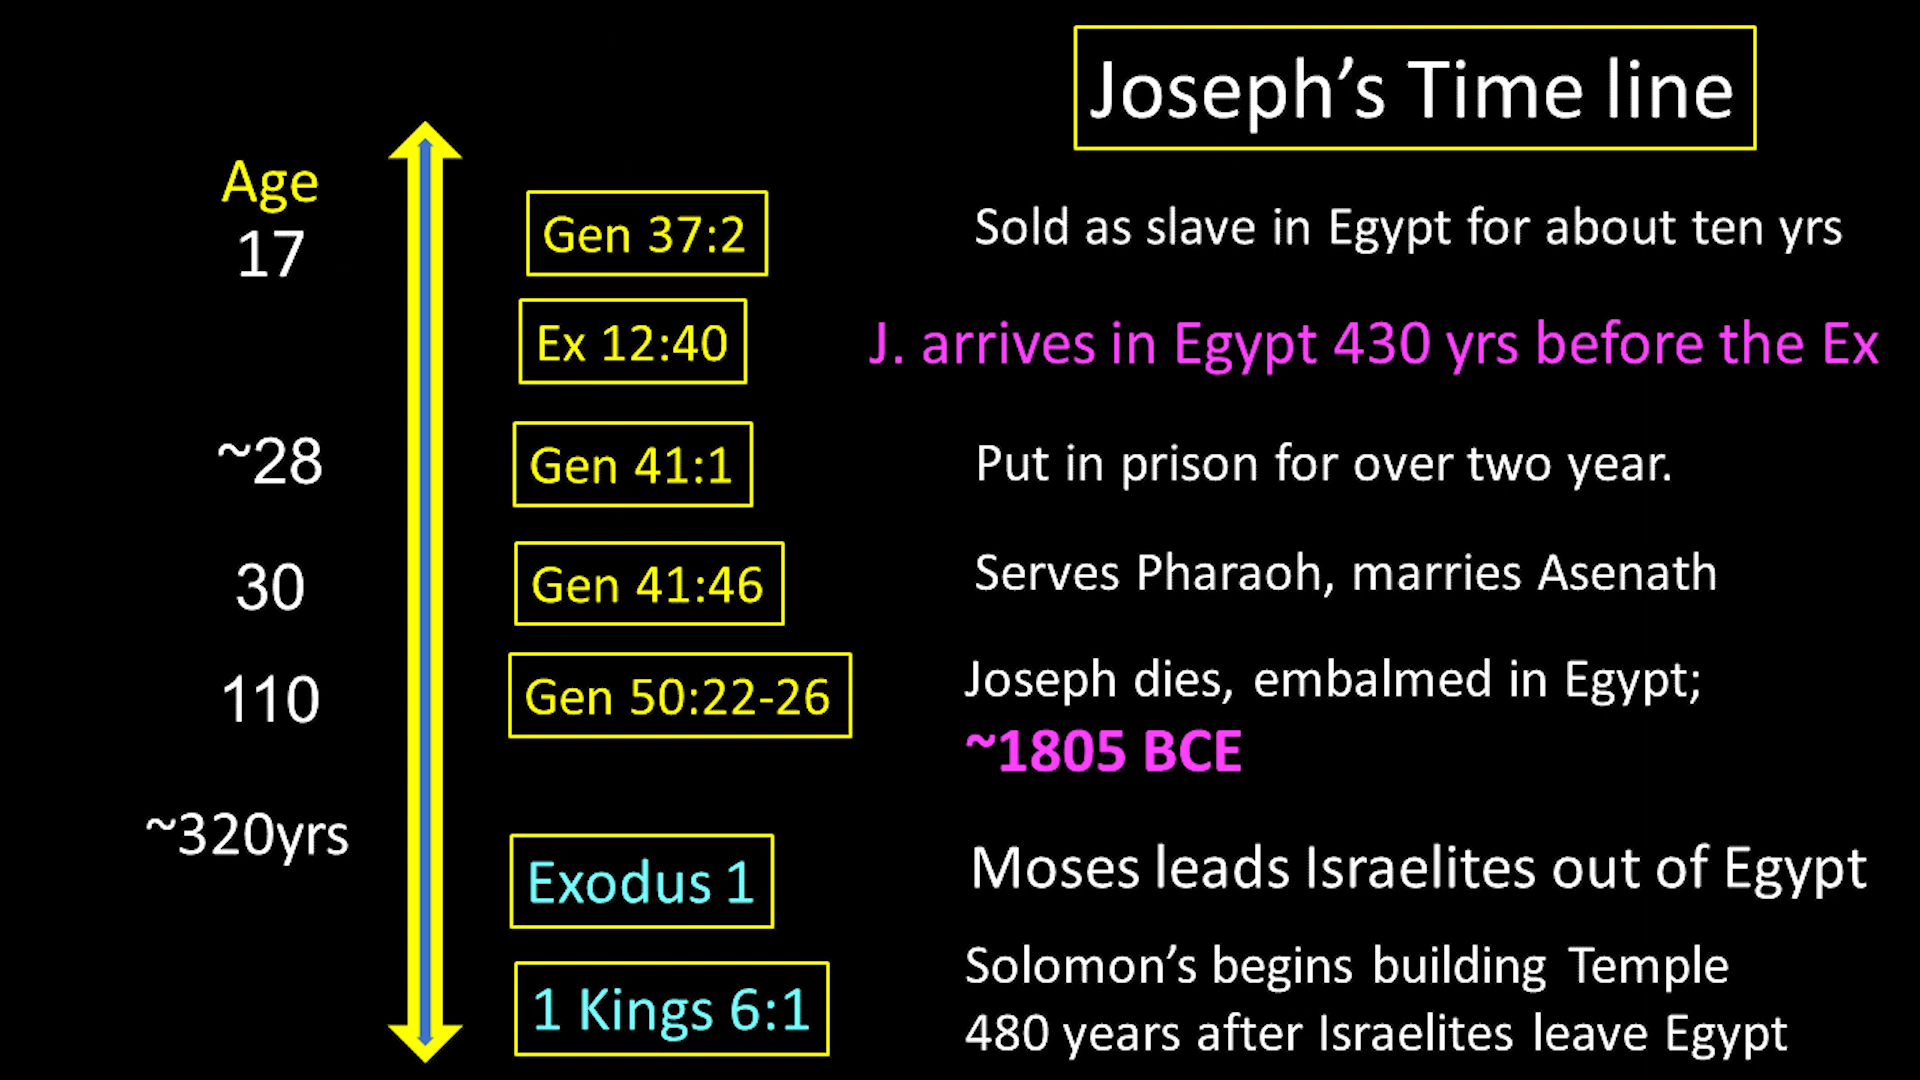 Joseph’s Time line
Age
17
Gen 37:2
Sold as slave in Egypt for about ten yrs
Ex 12:40
J. arrives in Egypt 430 yrs before the Ex
~28
Gen 41:1
Put in prison for over two year.
30
Gen 41:46
Serves Pharaoh, marries Asenath
110
Gen 50:22-26
Joseph dies, embalmed in Egypt;
~1805 BCE
~320yrs
Exodus 1
Moses leads Israelites out of Egypt
1 Kings 6:1
Solomon’s begins building Temple
480 years after Israelites leave Egypt